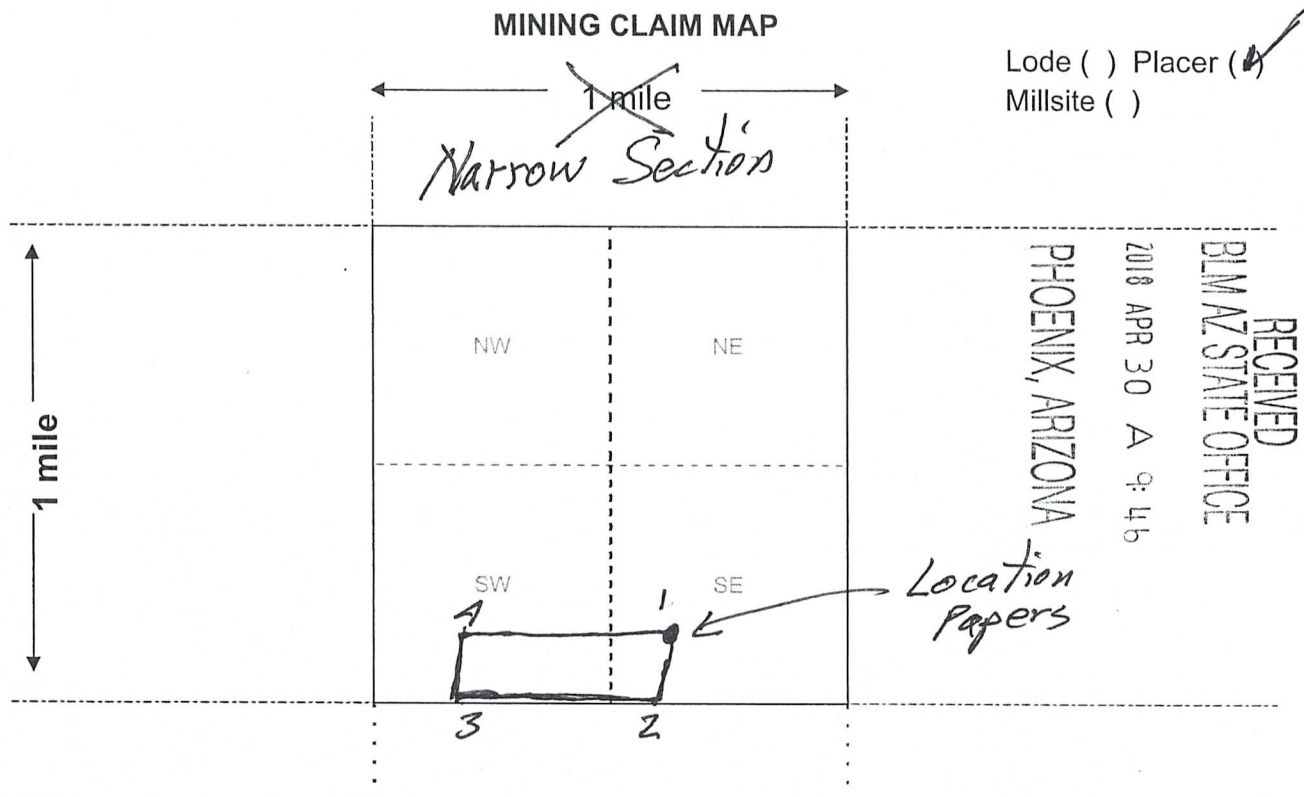 MINING CLAIM MAP
Lode ( ) Placer (✓)
Millsite ( )
1 mile
Narrow Section
1 mile
NW
NE
SW
SE
RECEIVED
BLM AZ STATE OFFICE
2018 APR 30 A 9:46
PHOENIX, ARIZONA
Location
Papers
4
1
3
2